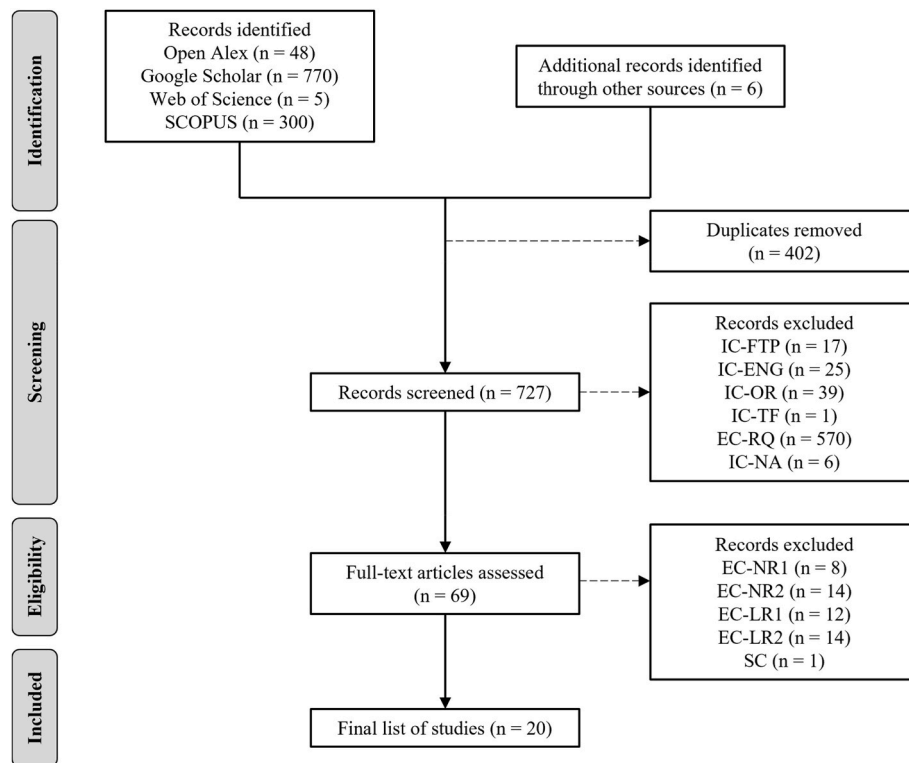 Identification
Records identified
Open Alex (n = 48)
Google Scholar (n = 770)
Web of Science (n = 5)
SCOPUS (n = 300)
Additional records identified
through other sources (n = 6)
Screening
Duplicates removed
(n = 402)
Records screened (n = 727)
Records excluded
IC-FTP (n = 17)
IC-ENG (n = 25)
IC-OR (n = 39)
IC-TF (n = 1)
EC-RQ (n = 570)
IC-NA (n = 6)
Eligibility
Full-text articles assessed
(n = 69)
Records excluded
EC-NR1 (n = 8)
EC-NR2 (n = 14)
EC-LR1 (n = 12)
EC-LR2 (n = 14)
SC (n = 1)
Included
Final list of studies (n = 20)